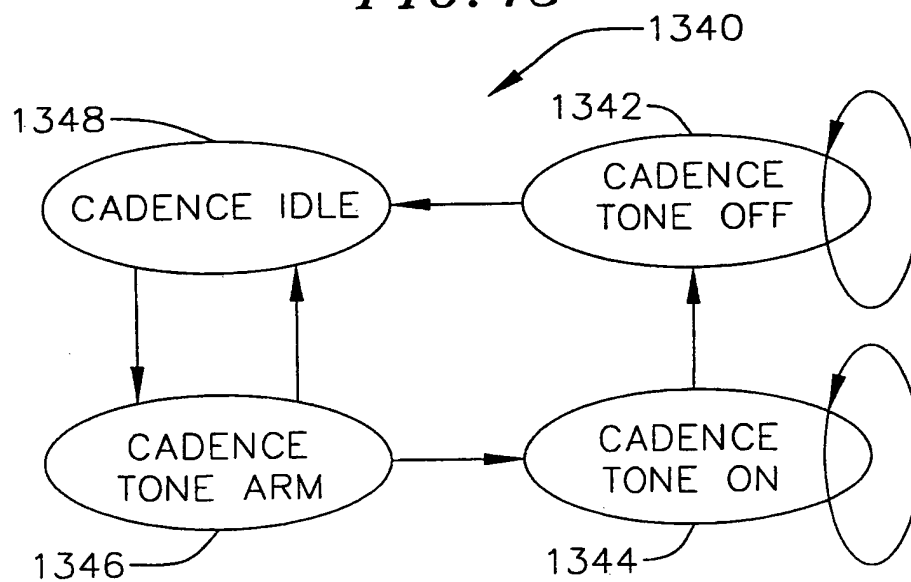 1340
1348
1342
CADENCE IDLE
CADENCE
TONE OFF
CADENCE
TONE ARM
CADENCE
TONE ON
1346
1344